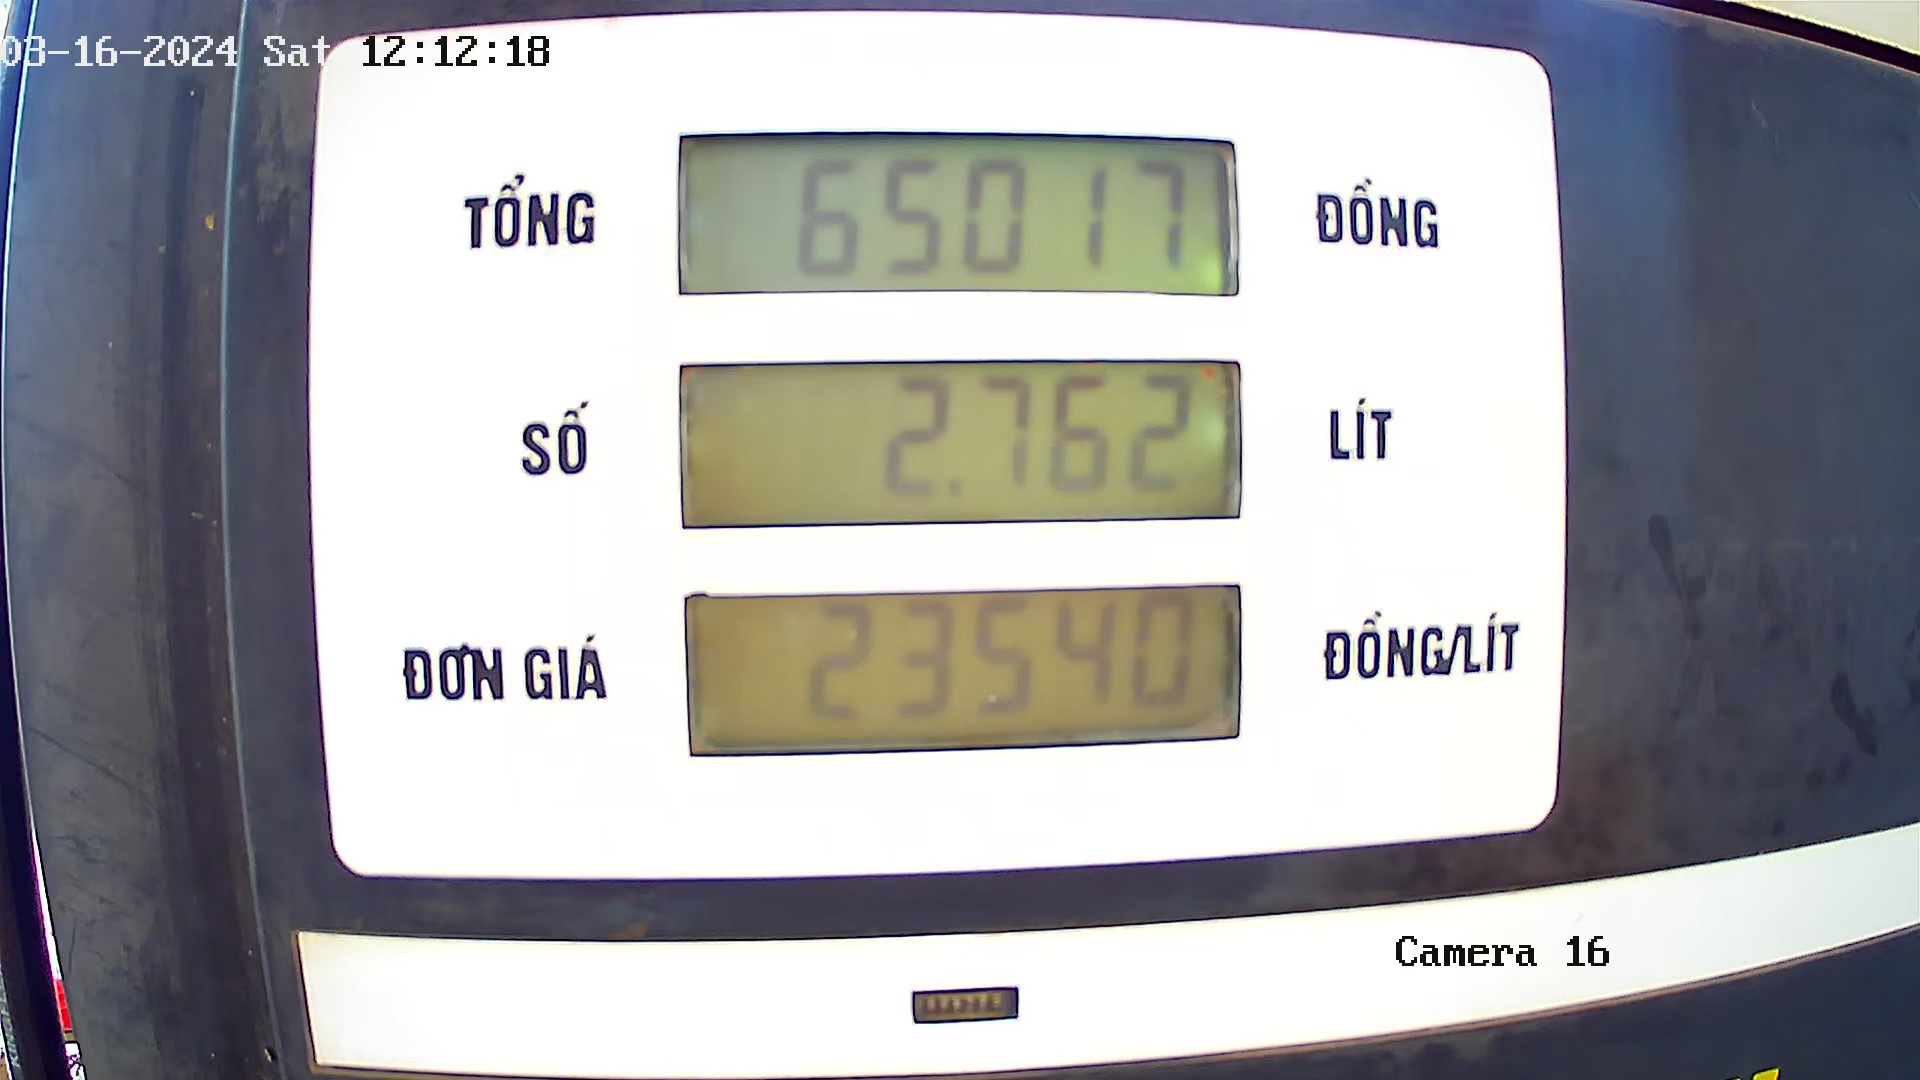 03-16-2024 Sat 12:12:18
TỔNG 65017 ĐỒNG
SỐ 2.762 LÍT
ĐƠN GIÁ 23540 ĐỒNG/LÍT
Camera 16